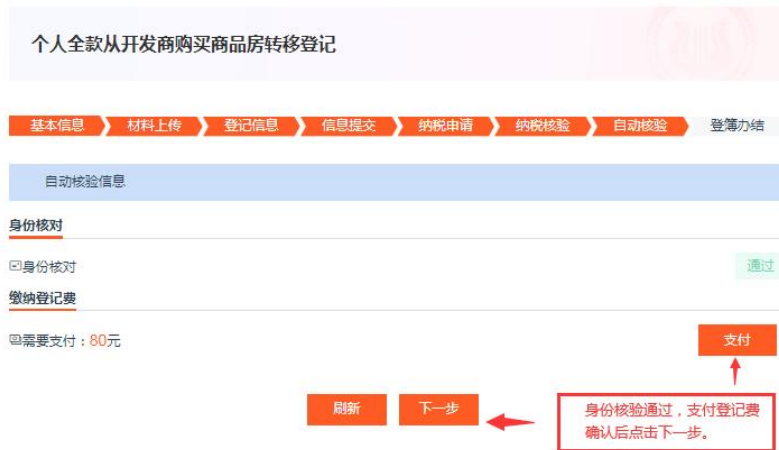 个人全款从开发商购买商品房转移登记
基本信息 材料上传 登记信息 信息提交 纳税申请 纳税核验 自动核验 登簿办结
自动核验信息
身份核对
身份核对 通过
缴纳登记费
需要支付：80元 支付
刷新 下一步
身份核验通过，支付登记费
确认后点击下一步。